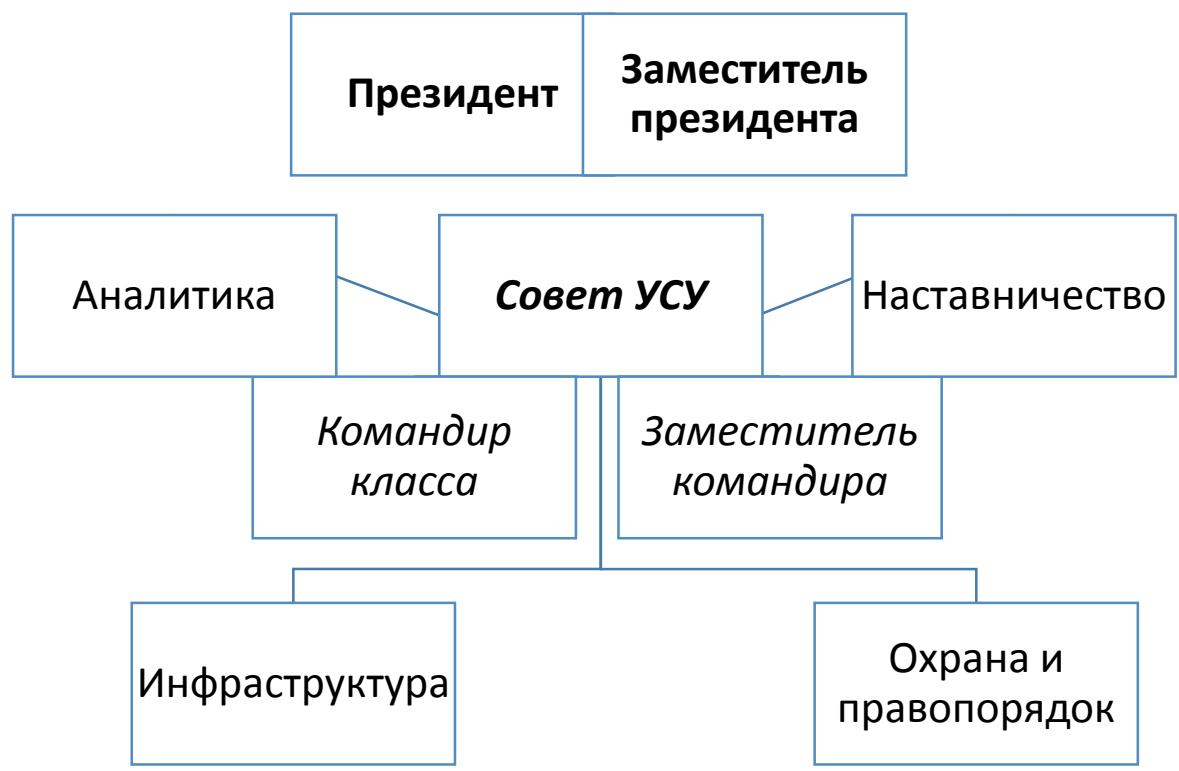 Президент
Заместитель
президента
Аналитика
Совет УСУ
Наставничество
Командир
класса
Заместитель
командира
Инфраструктура
Охрана и
правопорядок